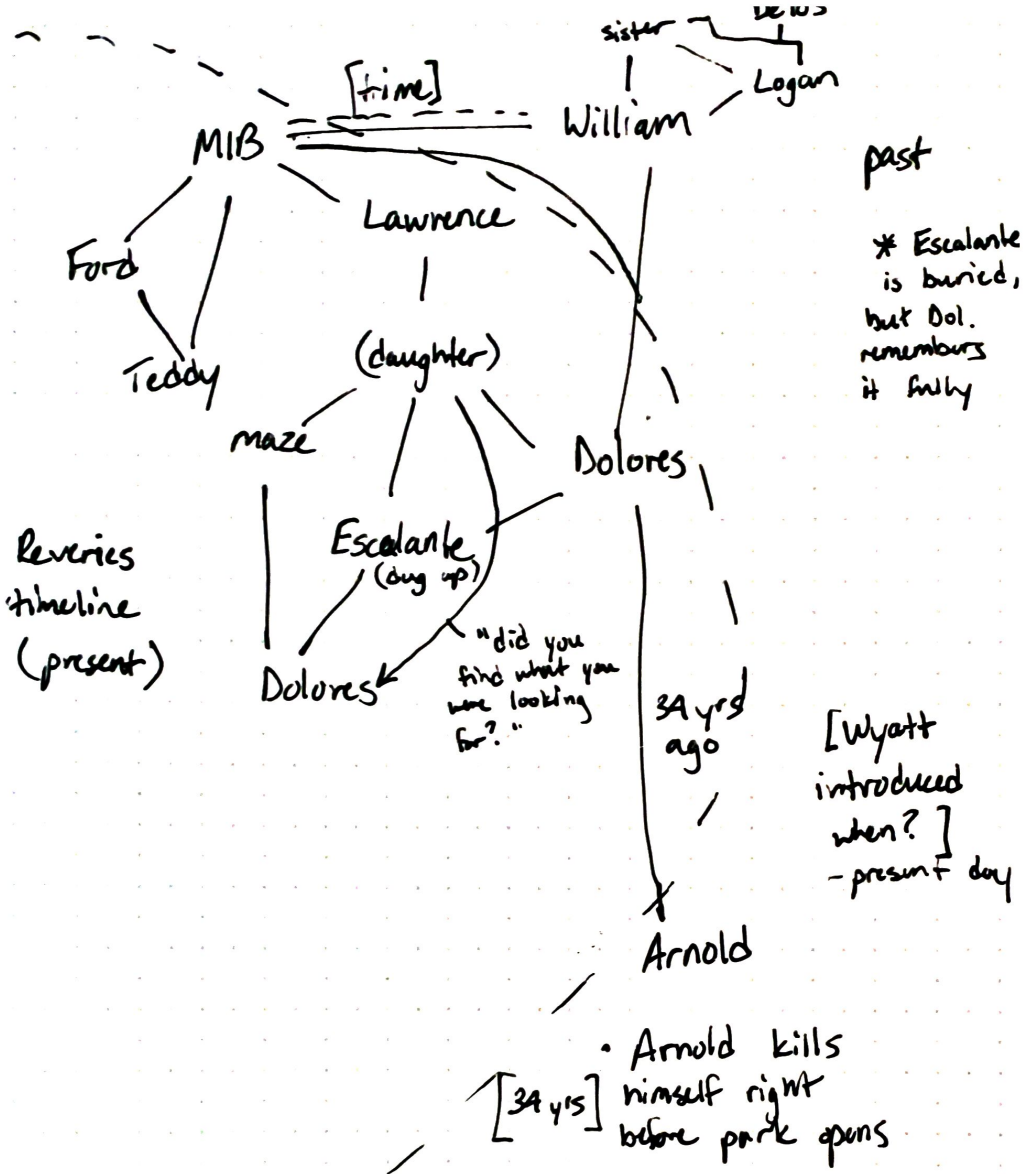 Delos
sister
Logan
[time]
William
MIB
past
Lawrence
Ford
* Escalante
is buried,
but Dol.
remembers
it
(daughter)
Teddy
maze
Dolores
Escalante
(dug up)
Reveries
timeline
(present)
"did you
find what you
were looking
for?"
Dolores
34 yrs
ago
[Wyatt
introduced
when?]
- present day
Arnold
• Arnold kills
himself right
before park opens
[34 yrs]